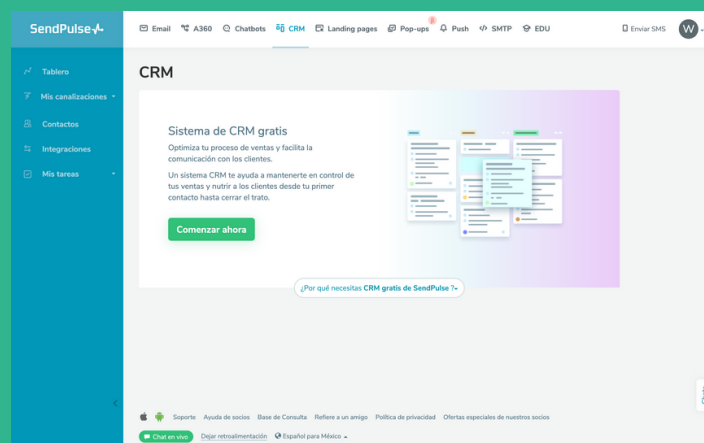 SendPulse
Email A360 Chatbots CRM Landing pages Pop-ups β Push SMTP EDU Enviar SMS W
Tablero
Mis canalizaciones
Contactos
Integraciones
Mis tareas
CRM
Sistema de CRM gratis
Optimiza tu proceso de ventas y facilita la
comunicación con los clientes.
Un sistema CRM te ayuda a mantenerte en control de
tus ventas y nutrir a los clientes desde tu primer
contacto hasta cerrar el trato.
Comenzar ahora
¿Por qué necesitas CRM gratis de SendPulse ?
Soporte Ayuda de socios Base de Consulta Refiere a un amigo Política de privacidad Ofertas especiales de nuestros socios
Chat en vivo Dejar retroalimentación Español para México